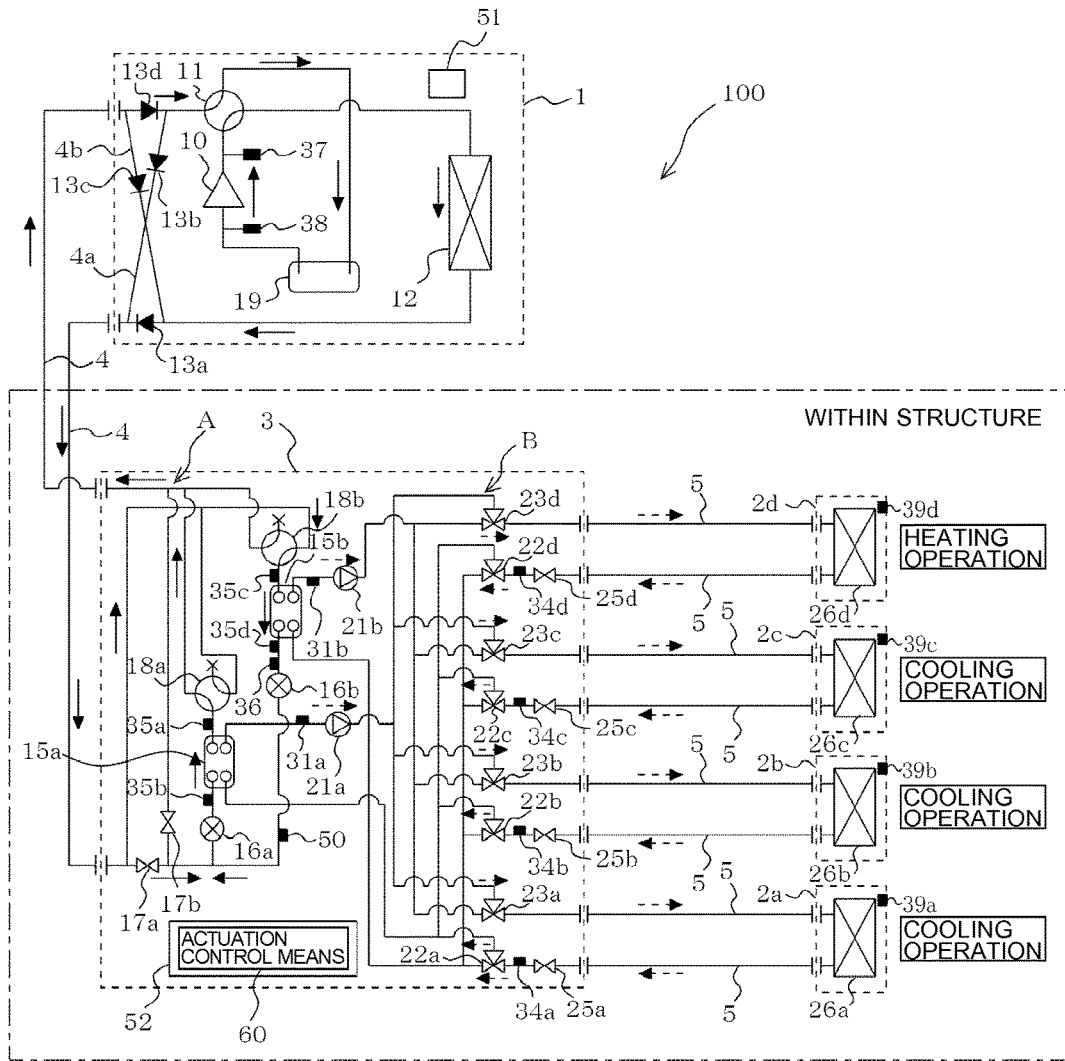 51
13d
11
1
100
10
37
4b
13c
13b
38
4a
19
12
13a
4
4
WITHIN STRUCTURE
A
3
B
18b
15b
23d
5
2d
39d
HEATING
OPERATION
22d
35c
21b
34d
25d
5
26d
31b
35d
23c
5
2c
39c
COOLING
OPERATION
18a
36
16b
22c
34c
25c
5
26c
35a
31a
21a
23b
5
2b
39b
COOLING
OPERATION
15a
35b
22b
34b
25b
5
26b
16a
50
23a
5
2a
39a
COOLING
OPERATION
17a
17b
22a
34a
25a
5
26a
ACTUATION
CONTROL MEANS
52
60